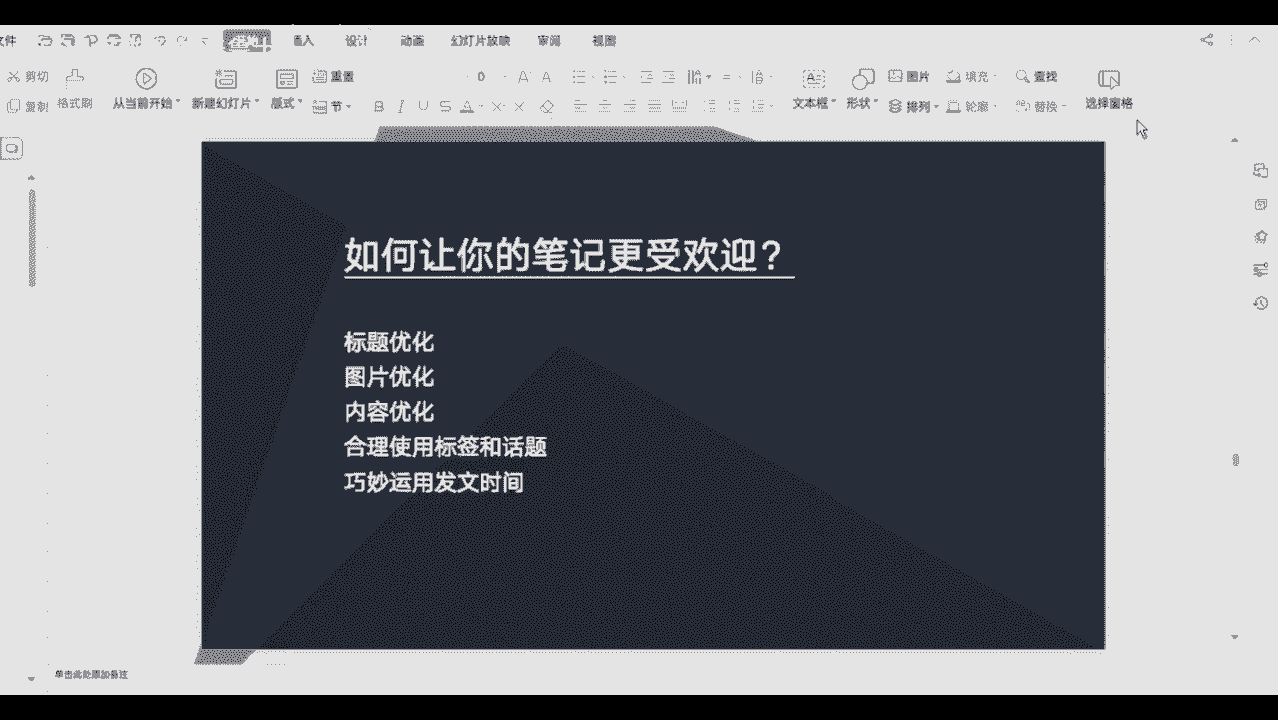 文件 插入 设计 动画 幻灯片放映 审阅 视图
剪切 格式刷 从当前开始 新建幻灯片 版式 重置 0 文本框 形状 图片 填充 查找 选择窗格
复制 节 B I U S A 排列 轮廓 替换
如何让你的笔记更受欢迎？
标题优化
图片优化
内容优化
合理使用标签和话题
巧妙运用发文时间
单击此处添加备注